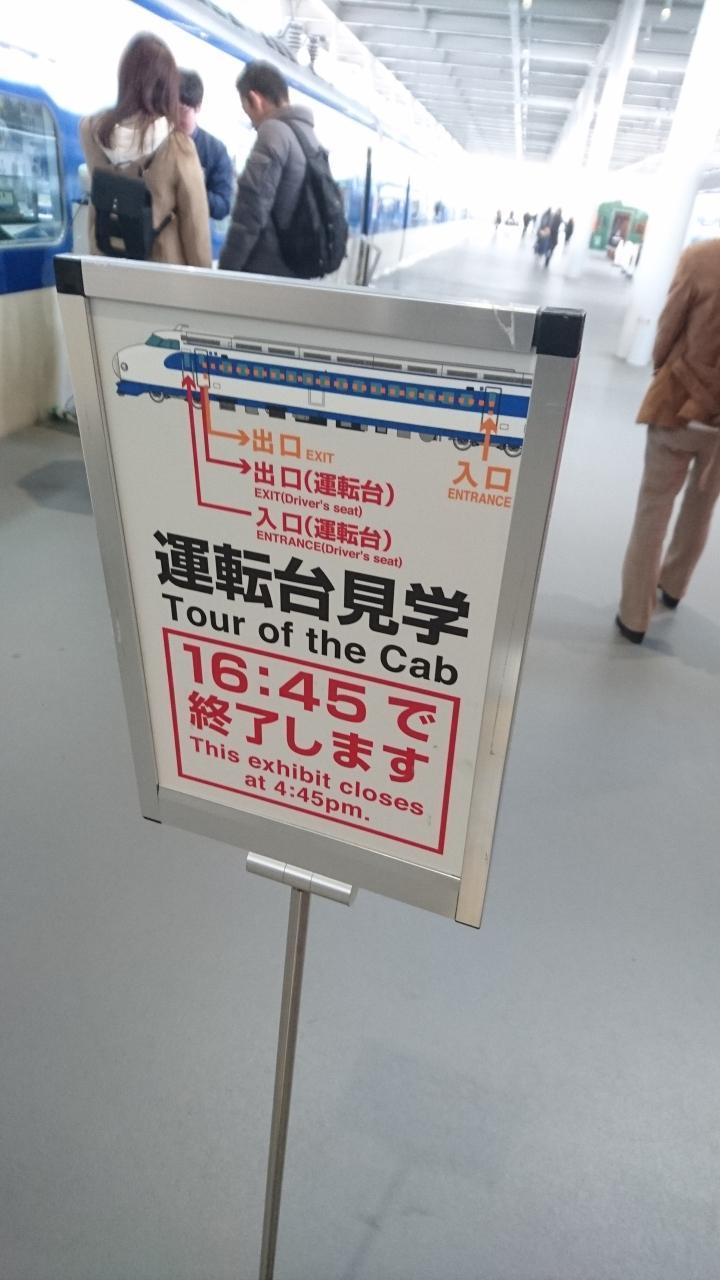 出口 EXIT
出口(運転台)
EXIT(Driver's seat)
入口
ENTRANCE
入口(運転台)
ENTRANCE(Driver's seat)
運転台見学
Tour of the Cab
16:45で
終了します
This exhibit closes
at 4:45pm.